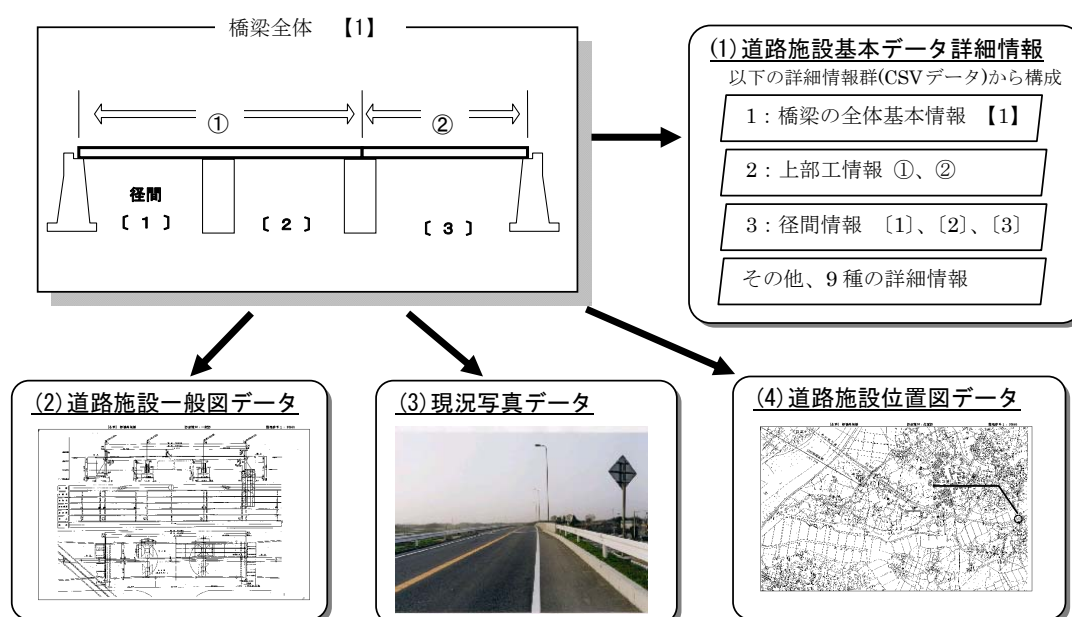 橋梁全体 【1】
①
②
径間
〔 1 〕
〔 2 〕
〔 3 〕
(1)道路施設基本データ詳細情報
以下の詳細情報群(CSVデータ)から構成
1：橋梁の全体基本情報 【1】
2：上部工情報 ①、②
3：径間情報 〔1〕、〔2〕、〔3〕
その他、9種の詳細情報
(2)道路施設一般図データ
(3)現況写真データ
(4)道路施設位置図データ